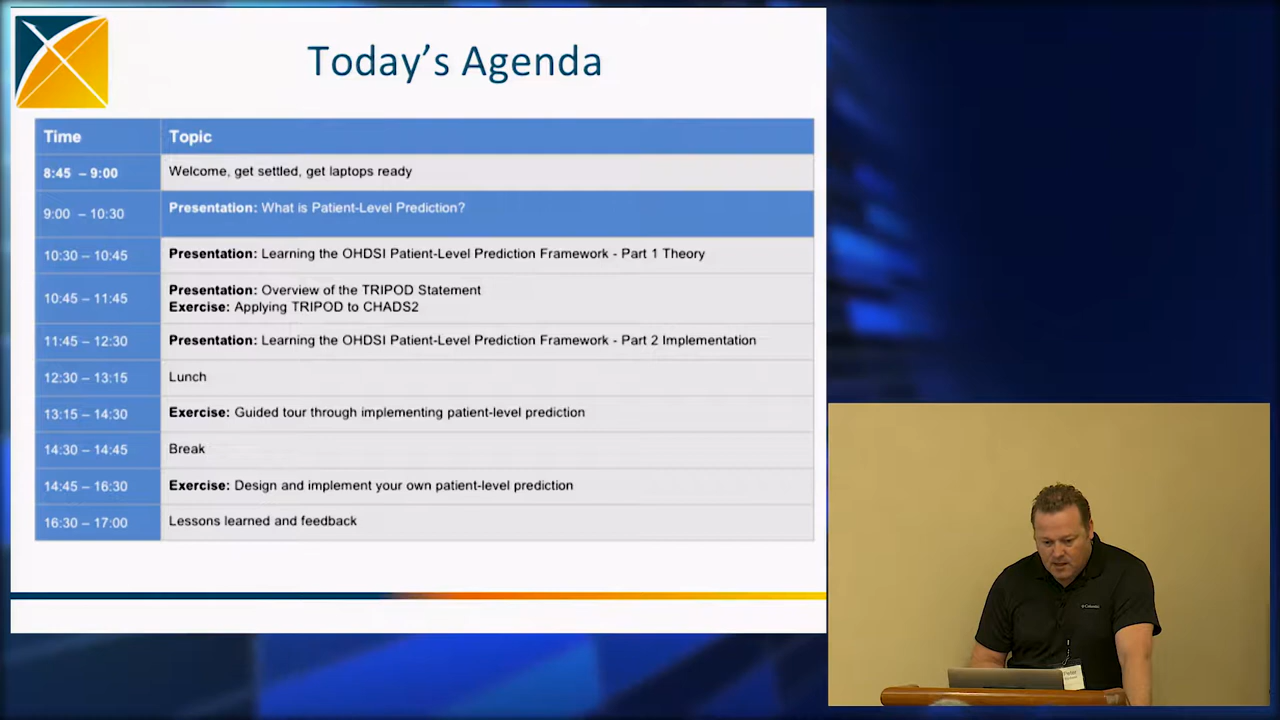 Today's Agenda
Time Topic
8:45 – 9:00 Welcome, get settled, get laptops ready
9:00 – 10:30 Presentation: What is Patient-Level Prediction?
10:30 – 10:45 Presentation: Learning the OHDSI Patient-Level Prediction Framework - Part 1 Theory
10:45 – 11:45 Presentation: Overview of the TRIPOD Statement
Exercise: Applying TRIPOD to CHADS2
11:45 – 12:30 Presentation: Learning the OHDSI Patient-Level Prediction Framework - Part 2 Implementation
12:30 – 13:15 Lunch
13:15 – 14:30 Exercise: Guided tour through implementing patient-level prediction
14:30 – 14:45 Break
14:45 – 16:30 Exercise: Design and implement your own patient-level prediction
16:30 – 17:00 Lessons learned and feedback
Columbia